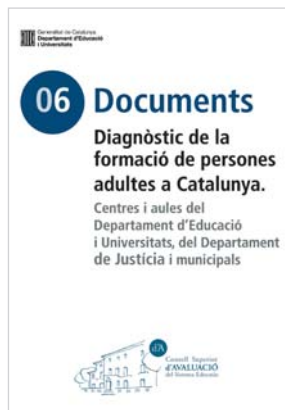 Generalitat de Catalunya
Departament d'Educació
i Universitats
06 Documents
Diagnòstic de la
formació de persones
adultes a Catalunya.
Centres i aules del
Departament d'Educació
i Universitats, del Departament
de Justícia i municipals
d'A
Consell Superior
d'AVALUACIÓ
del Sistema Educatiu